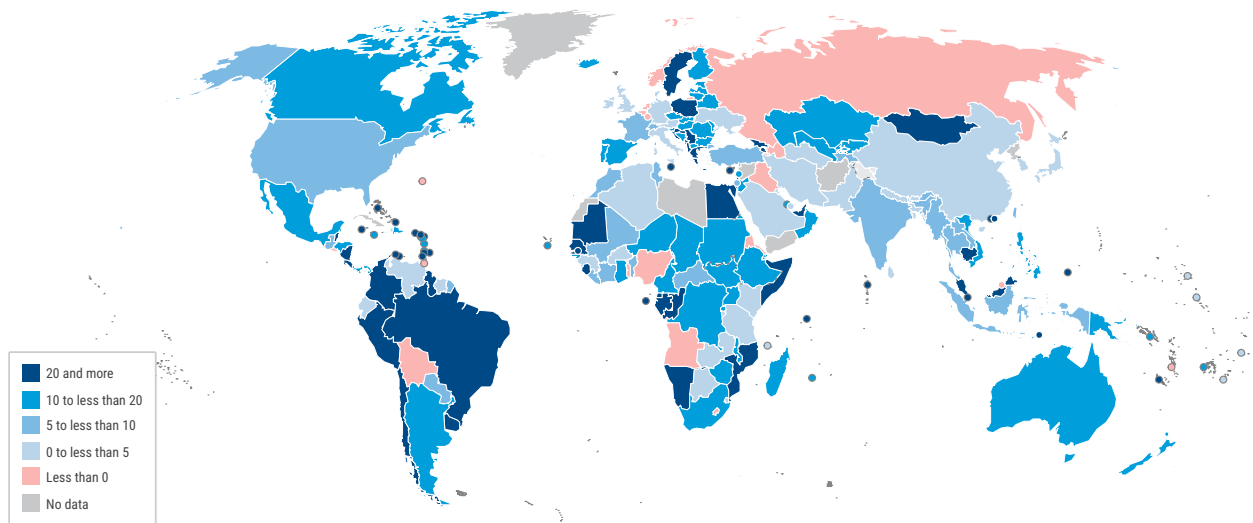 20 and more
10 to less than 20
5 to less than 10
0 to less than 5
Less than 0
No data